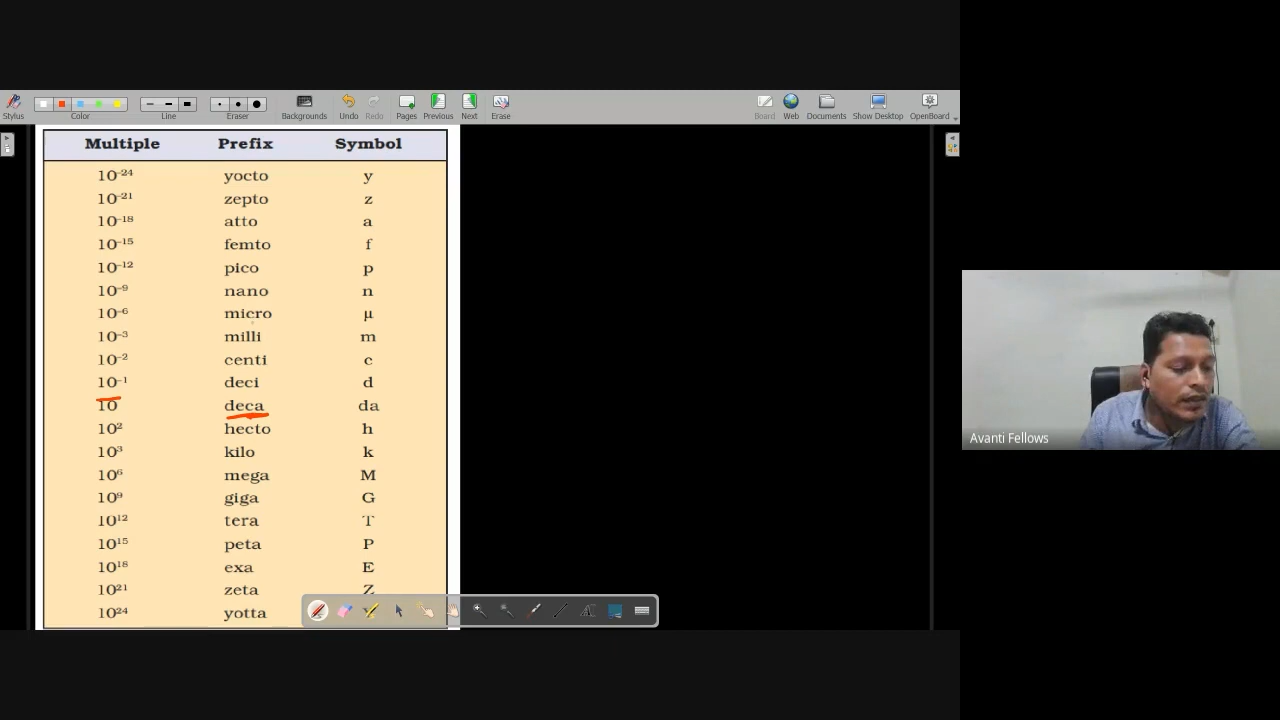 Stylus Color Line Eraser Backgrounds Undo Redo Pages Previous Next Erase Board Web Documents Show Desktop OpenBoard
Multiple Prefix Symbol
10⁻²⁴ yocto y
10⁻²¹ zepto z
10⁻¹⁸ atto a
10⁻¹⁵ femto f
10⁻¹² pico p
10⁻⁹ nano n
10⁻⁶ micro μ
10⁻³ milli m
10⁻² centi c
10⁻¹ deci d
10 deca da
10² hecto h
10³ kilo k
10⁶ mega M
10⁹ giga G
10¹² tera T
10¹⁵ peta P
10¹⁸ exa E
10²¹ zeta Z
10²⁴ yotta
Avanti Fellows